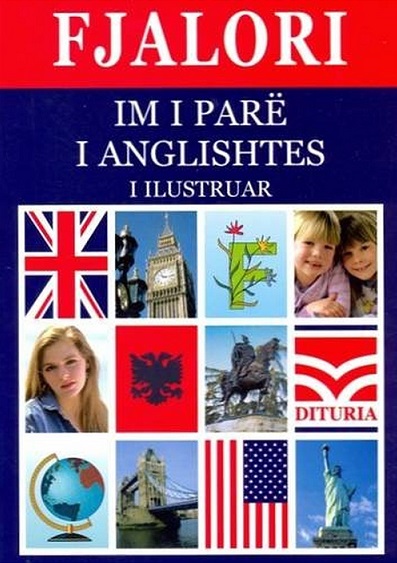 FJALORI
IM I PARË
I ANGLISHTES
I ILUSTRUAR
DITURIA